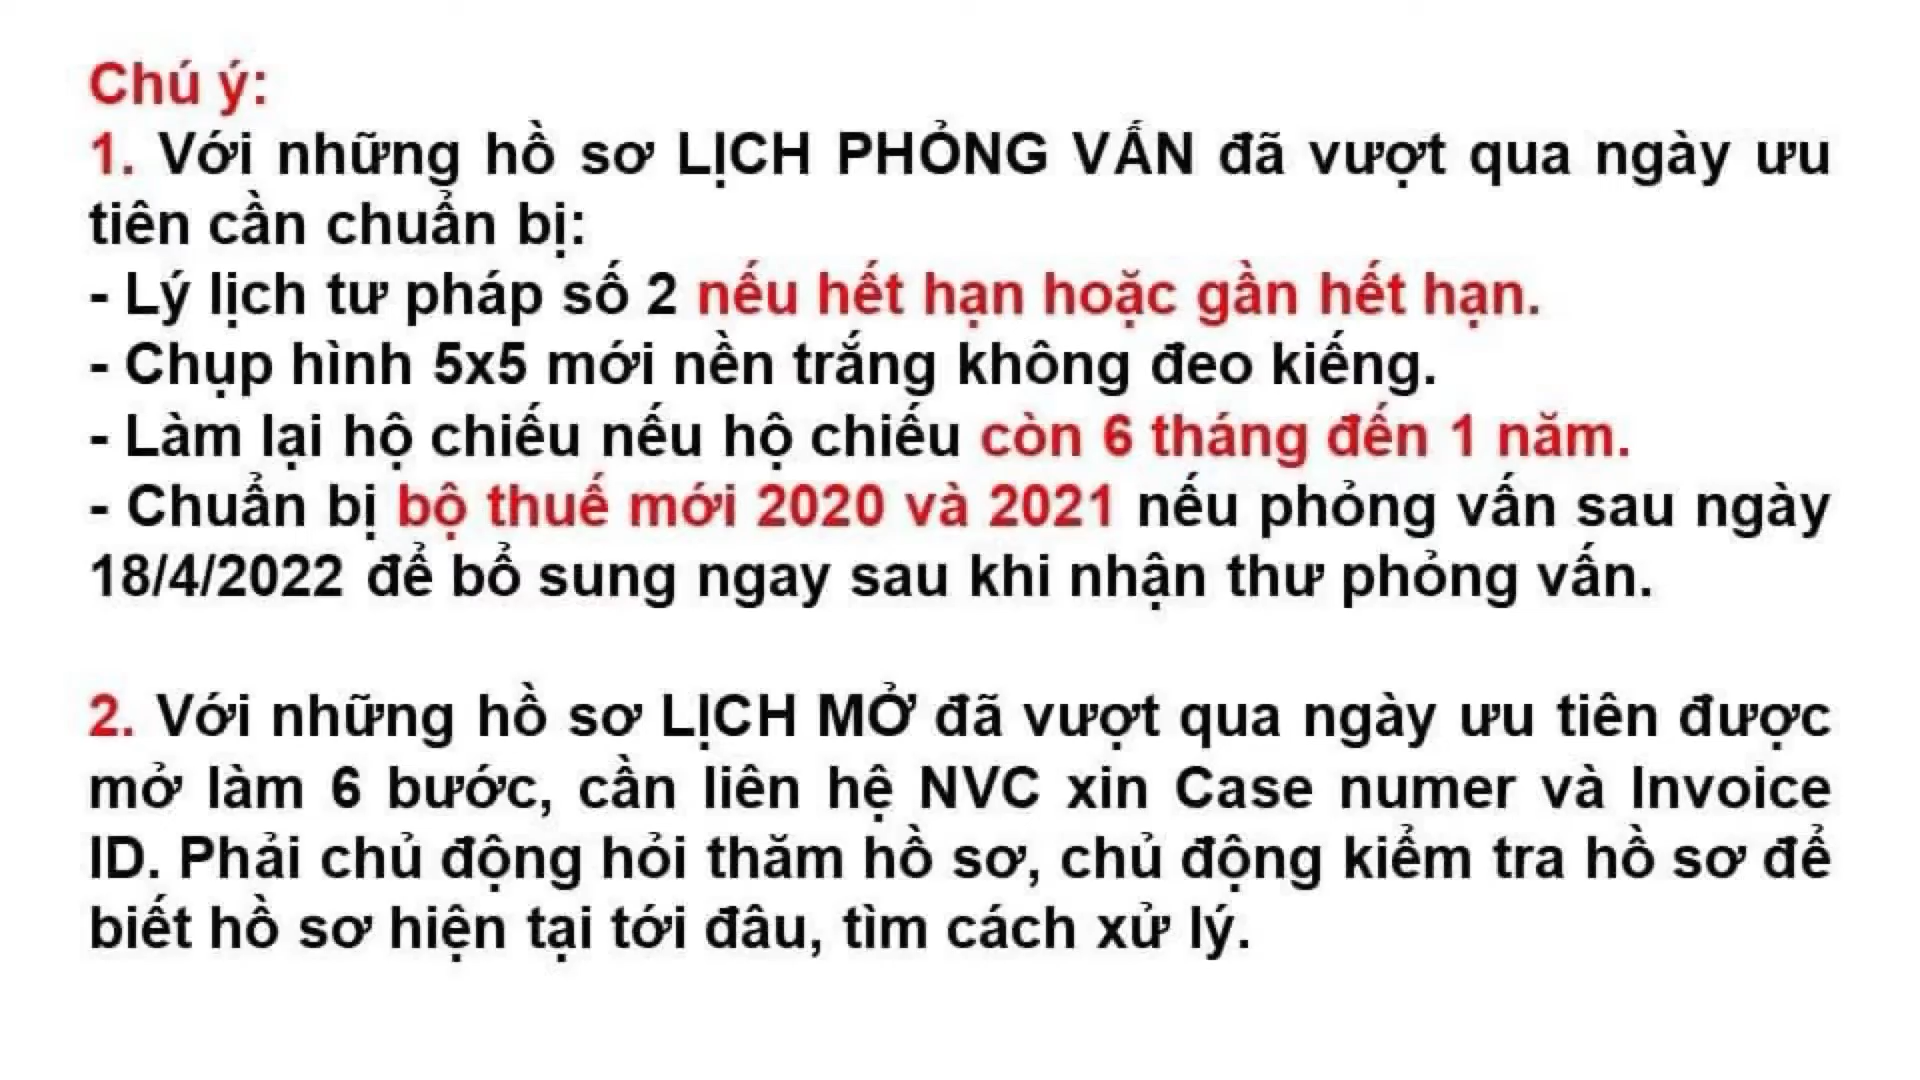 Chú ý:
1. Với những hồ sơ LỊCH PHỎNG VẤN đã vượt qua ngày ưu
tiên cần chuẩn bị:
- Lý lịch tư pháp số 2 nếu hết hạn hoặc gần hết hạn.
- Chụp hình 5x5 mới nền trắng không đeo kiếng.
- Làm lại hộ chiếu nếu hộ chiếu còn 6 tháng đến 1 năm.
- Chuẩn bị bộ thuế mới 2020 và 2021 nếu phỏng vấn sau ngày
18/4/2022 để bổ sung ngay sau khi nhận thư phỏng vấn.
2. Với những hồ sơ LỊCH MỞ đã vượt qua ngày ưu tiên được
mở làm 6 bước, cần liên hệ NVC xin Case numer và Invoice
ID. Phải chủ động hỏi thăm hồ sơ, chủ động kiểm tra hồ sơ để
biết hồ sơ hiện tại tới đâu, tìm cách xử lý.